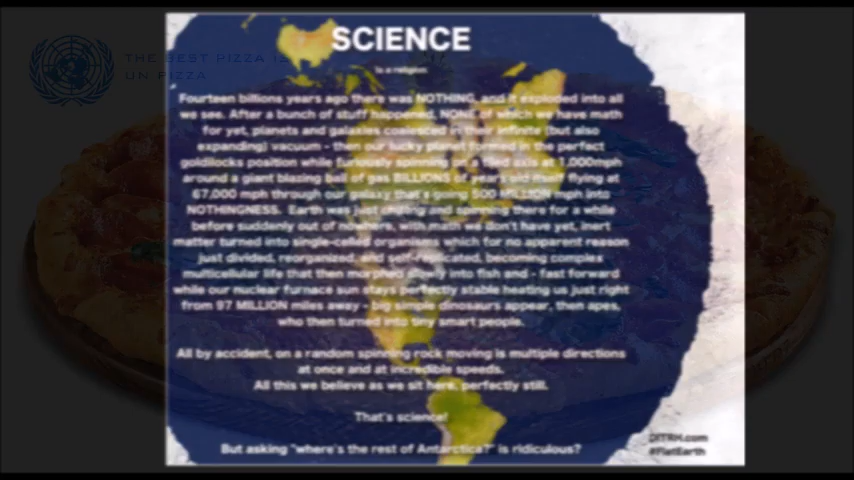 THE BEST PIZZA IS
UN PIZZA
SCIENCE
is a religion
Fourteen billions years ago there was NOTHING, and it exploded into all
we see. After a bunch of stuff happened, NONE of which we have math
for yet, planets and galaxies coalesced in their infinite (but also
expanding) vacuum - then our lucky planet formed in the perfect
goldilocks position while furiously spinning on a tilted axis at 1,000mph
around a giant blazing ball of gas BILLIONS of years old itself flying at
67,000 mph through our galaxy that's going 500 MILLION mph into
NOTHINGNESS. Earth was just chilling and spinning there for a while
before suddenly out of nowhere, with math we don't have yet, inert
matter turned into single-celled organisms which for no apparent reason
just divided, reorganized, and self-replicated, becoming complex
multicellular life that then morphed slowly into fish and - fast forward
while our nuclear furnace sun stays perfectly stable heating us just right
from 97 MILLION miles away - big simple dinosaurs appear, then apes,
who then turned into tiny smart people.
All by accident, on a random spinning rock moving is multiple directions
at once and at incredible speeds.
All this we believe as we sit here, perfectly still.
That's science!
But asking "where's the rest of Antarctica?" is ridiculous?
DITRH.com
#FlatEarth